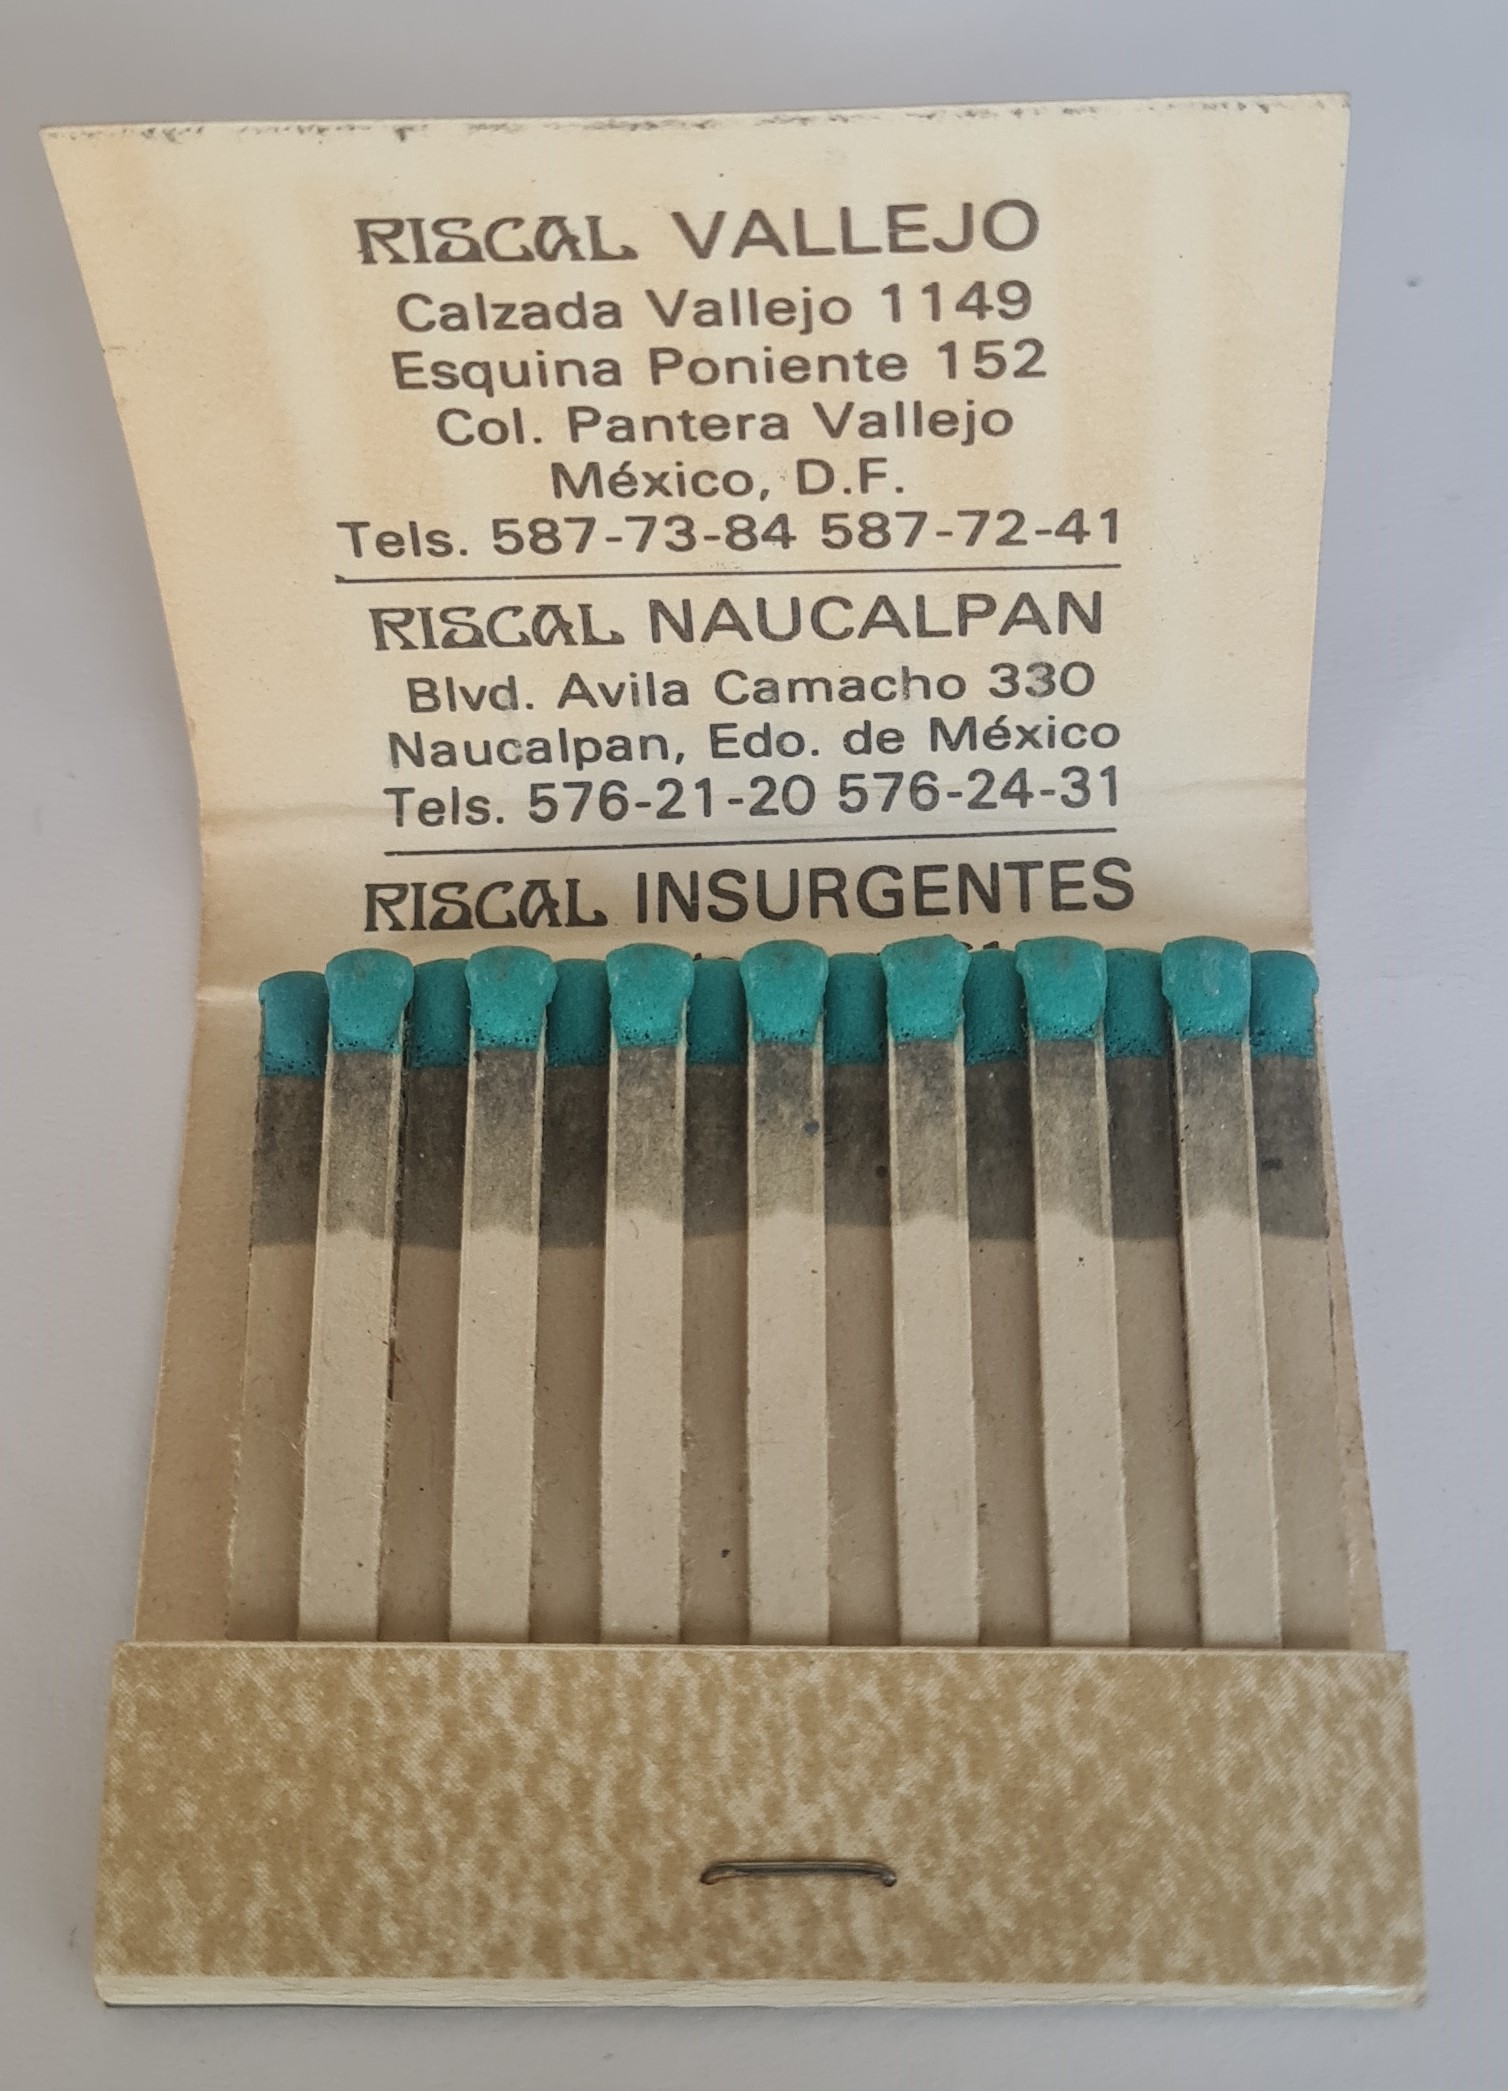 RISCAL VALLEJO
Calzada Vallejo 1149
Esquina Poniente 152
Col. Pantera Vallejo
México, D.F.
Tels. 587-73-84 587-72-41
RISCAL NAUCALPAN
Blvd. Avila Camacho 330
Naucalpan, Edo. de México
Tels. 576-21-20 576-24-31
RISCAL INSURGENTES